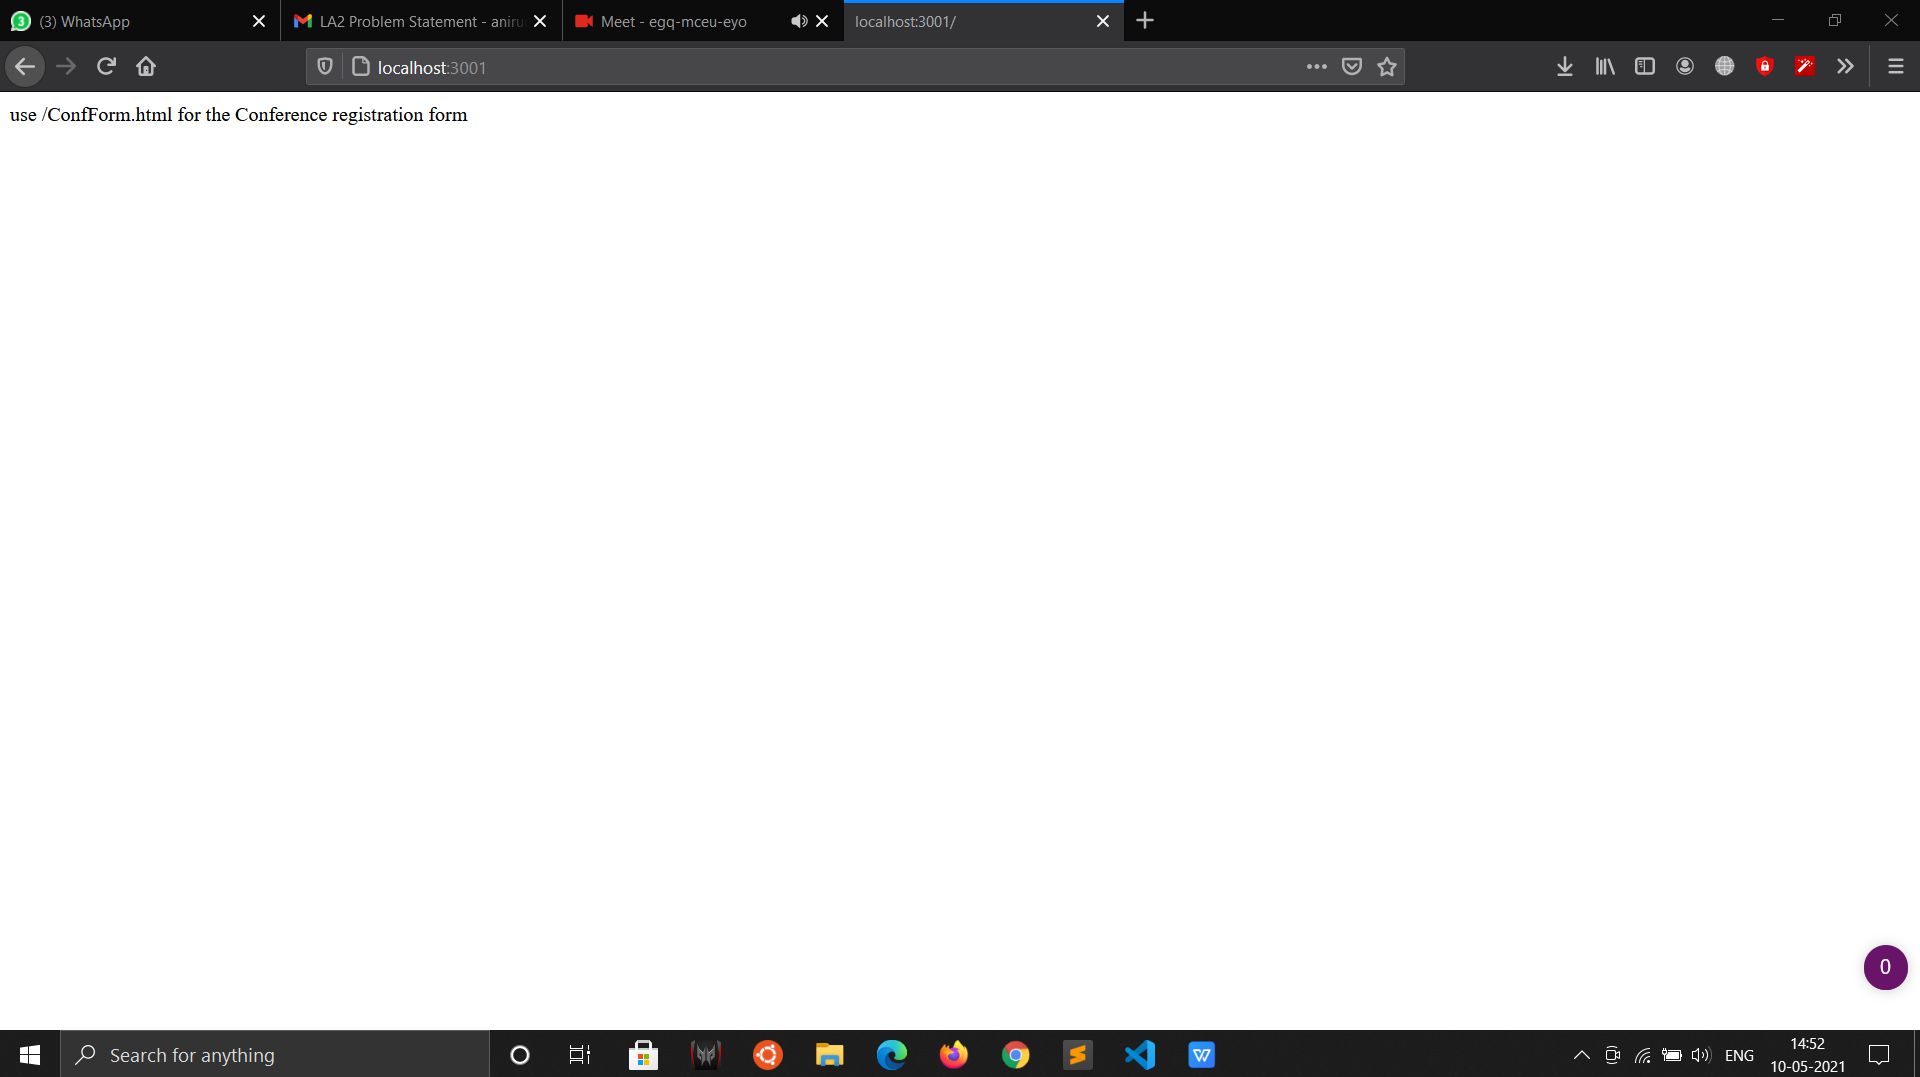 3 (3) WhatsApp
LA2 Problem Statement - aniru
Meet - egq-mceu-eyo
localhost:3001/
localhost:3001
use /ConfForm.html for the Conference registration form
0
Search for anything
W
ENG
14:52
10-05-2021